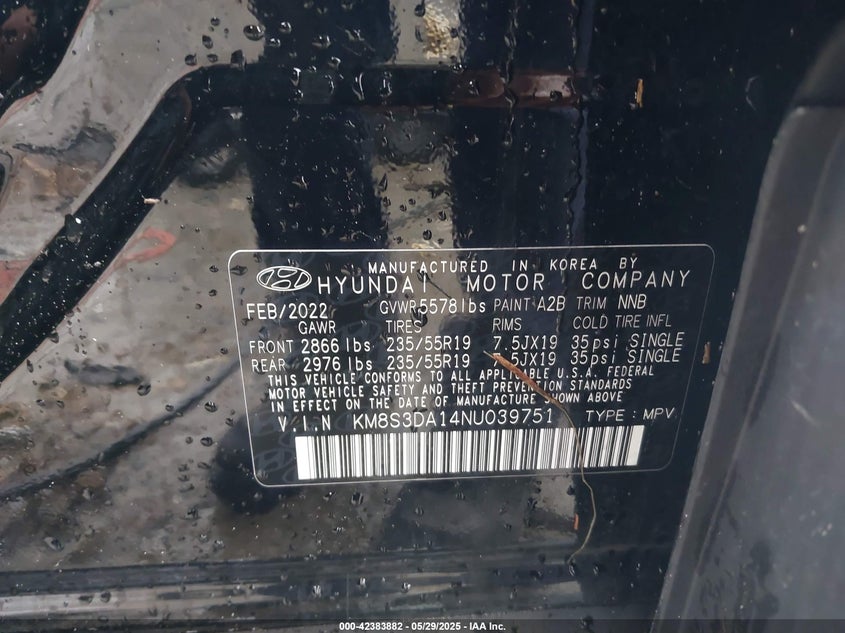 MANUFACTURED IN KOREA BY
HYUNDAI MOTOR COMPANY
FEB/2022 GVWR 5578 lbs PAINT A2B TRIM NNB
GAWR TIRES RIMS COLD TIRE INFL
FRONT 2866 lbs 235/55R19 7.5JX19 35psi SINGLE
REAR 2976 lbs 235/55R19 7.5JX19 35psi SINGLE
THIS VEHICLE CONFORMS TO ALL APPLICABLE U.S.A. FEDERAL
MOTOR VEHICLE SAFETY AND THEFT PREVENTION STANDARDS
IN EFFECT ON THE DATE OF MANUFACTURE SHOWN ABOVE
V.I.N KM8S3DA14NU039751 TYPE : MPV
000-42383882 - 05/29/2025 - IAA Inc.